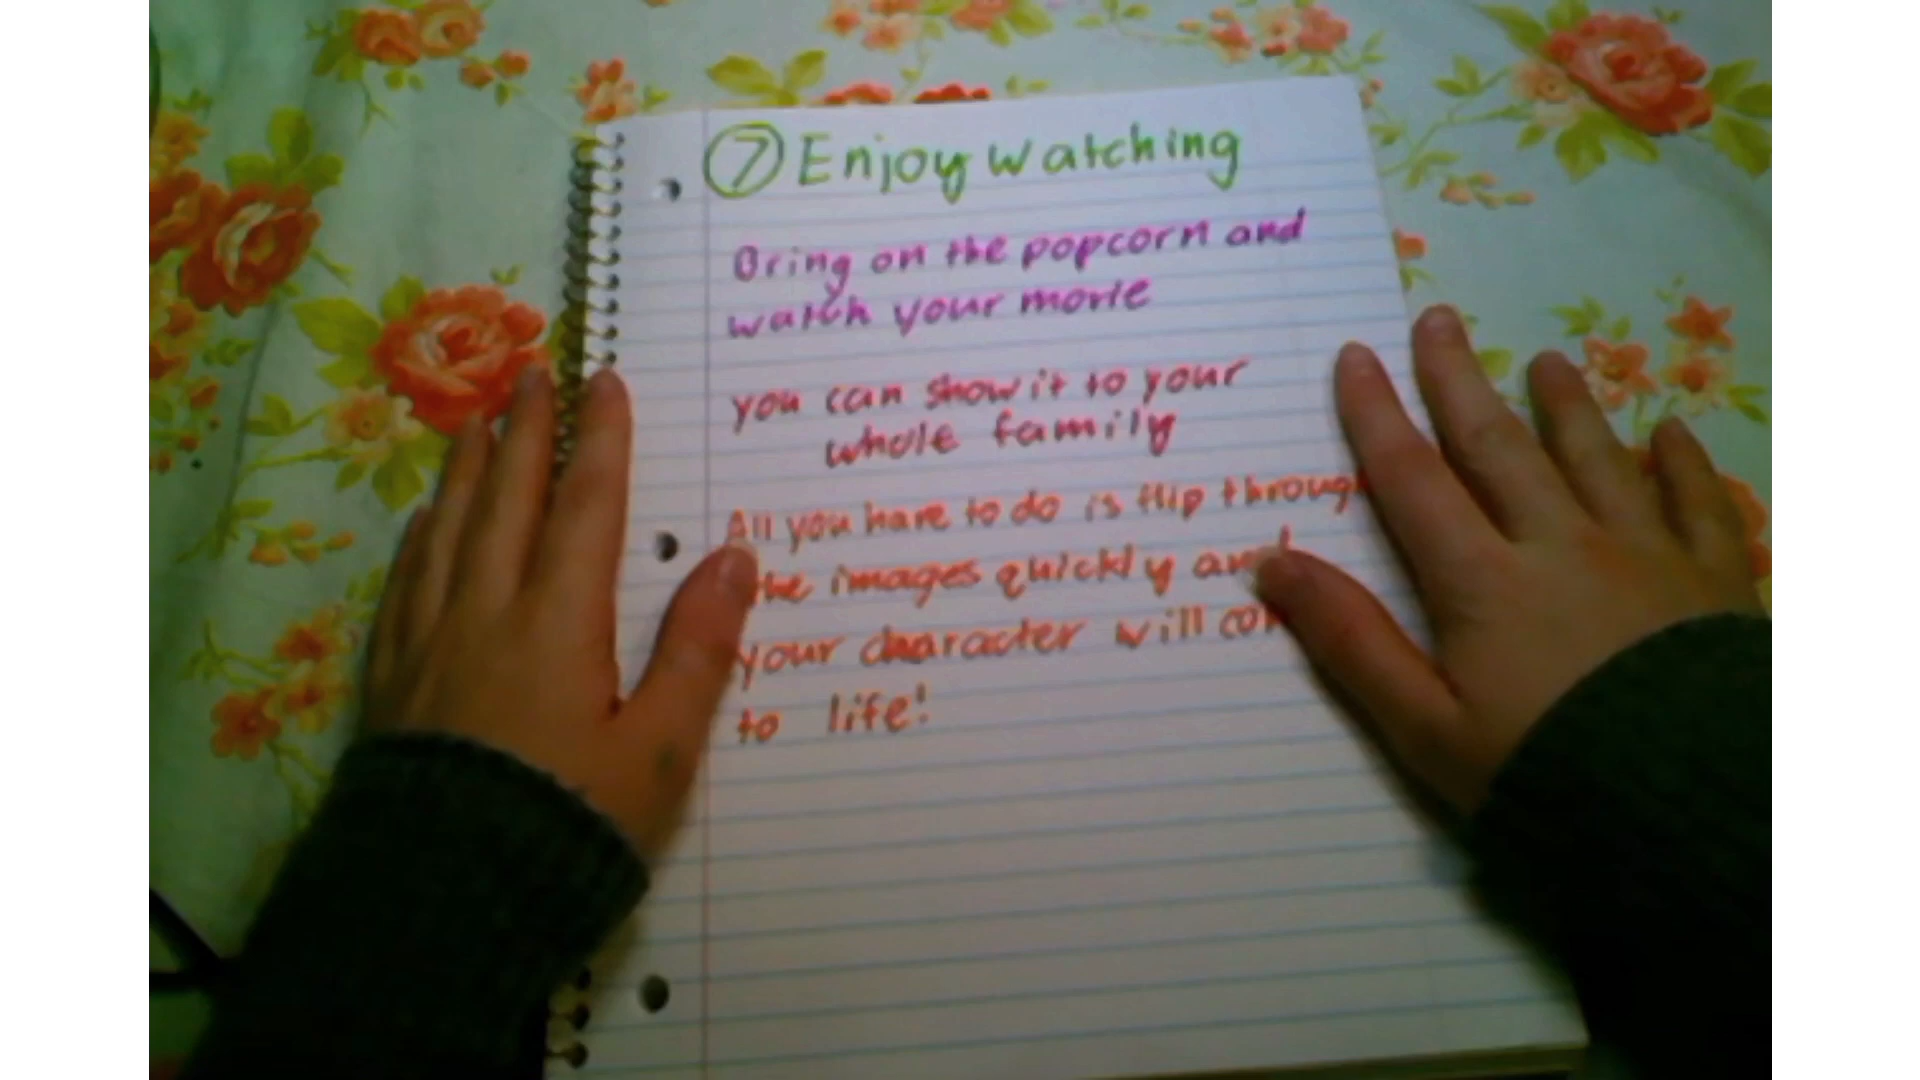 7 Enjoy watching
Bring on the popcorn and
watch your movie
you can show it to your
whole family
All you have to do is flip through
the images quickly and
your character will
to life!